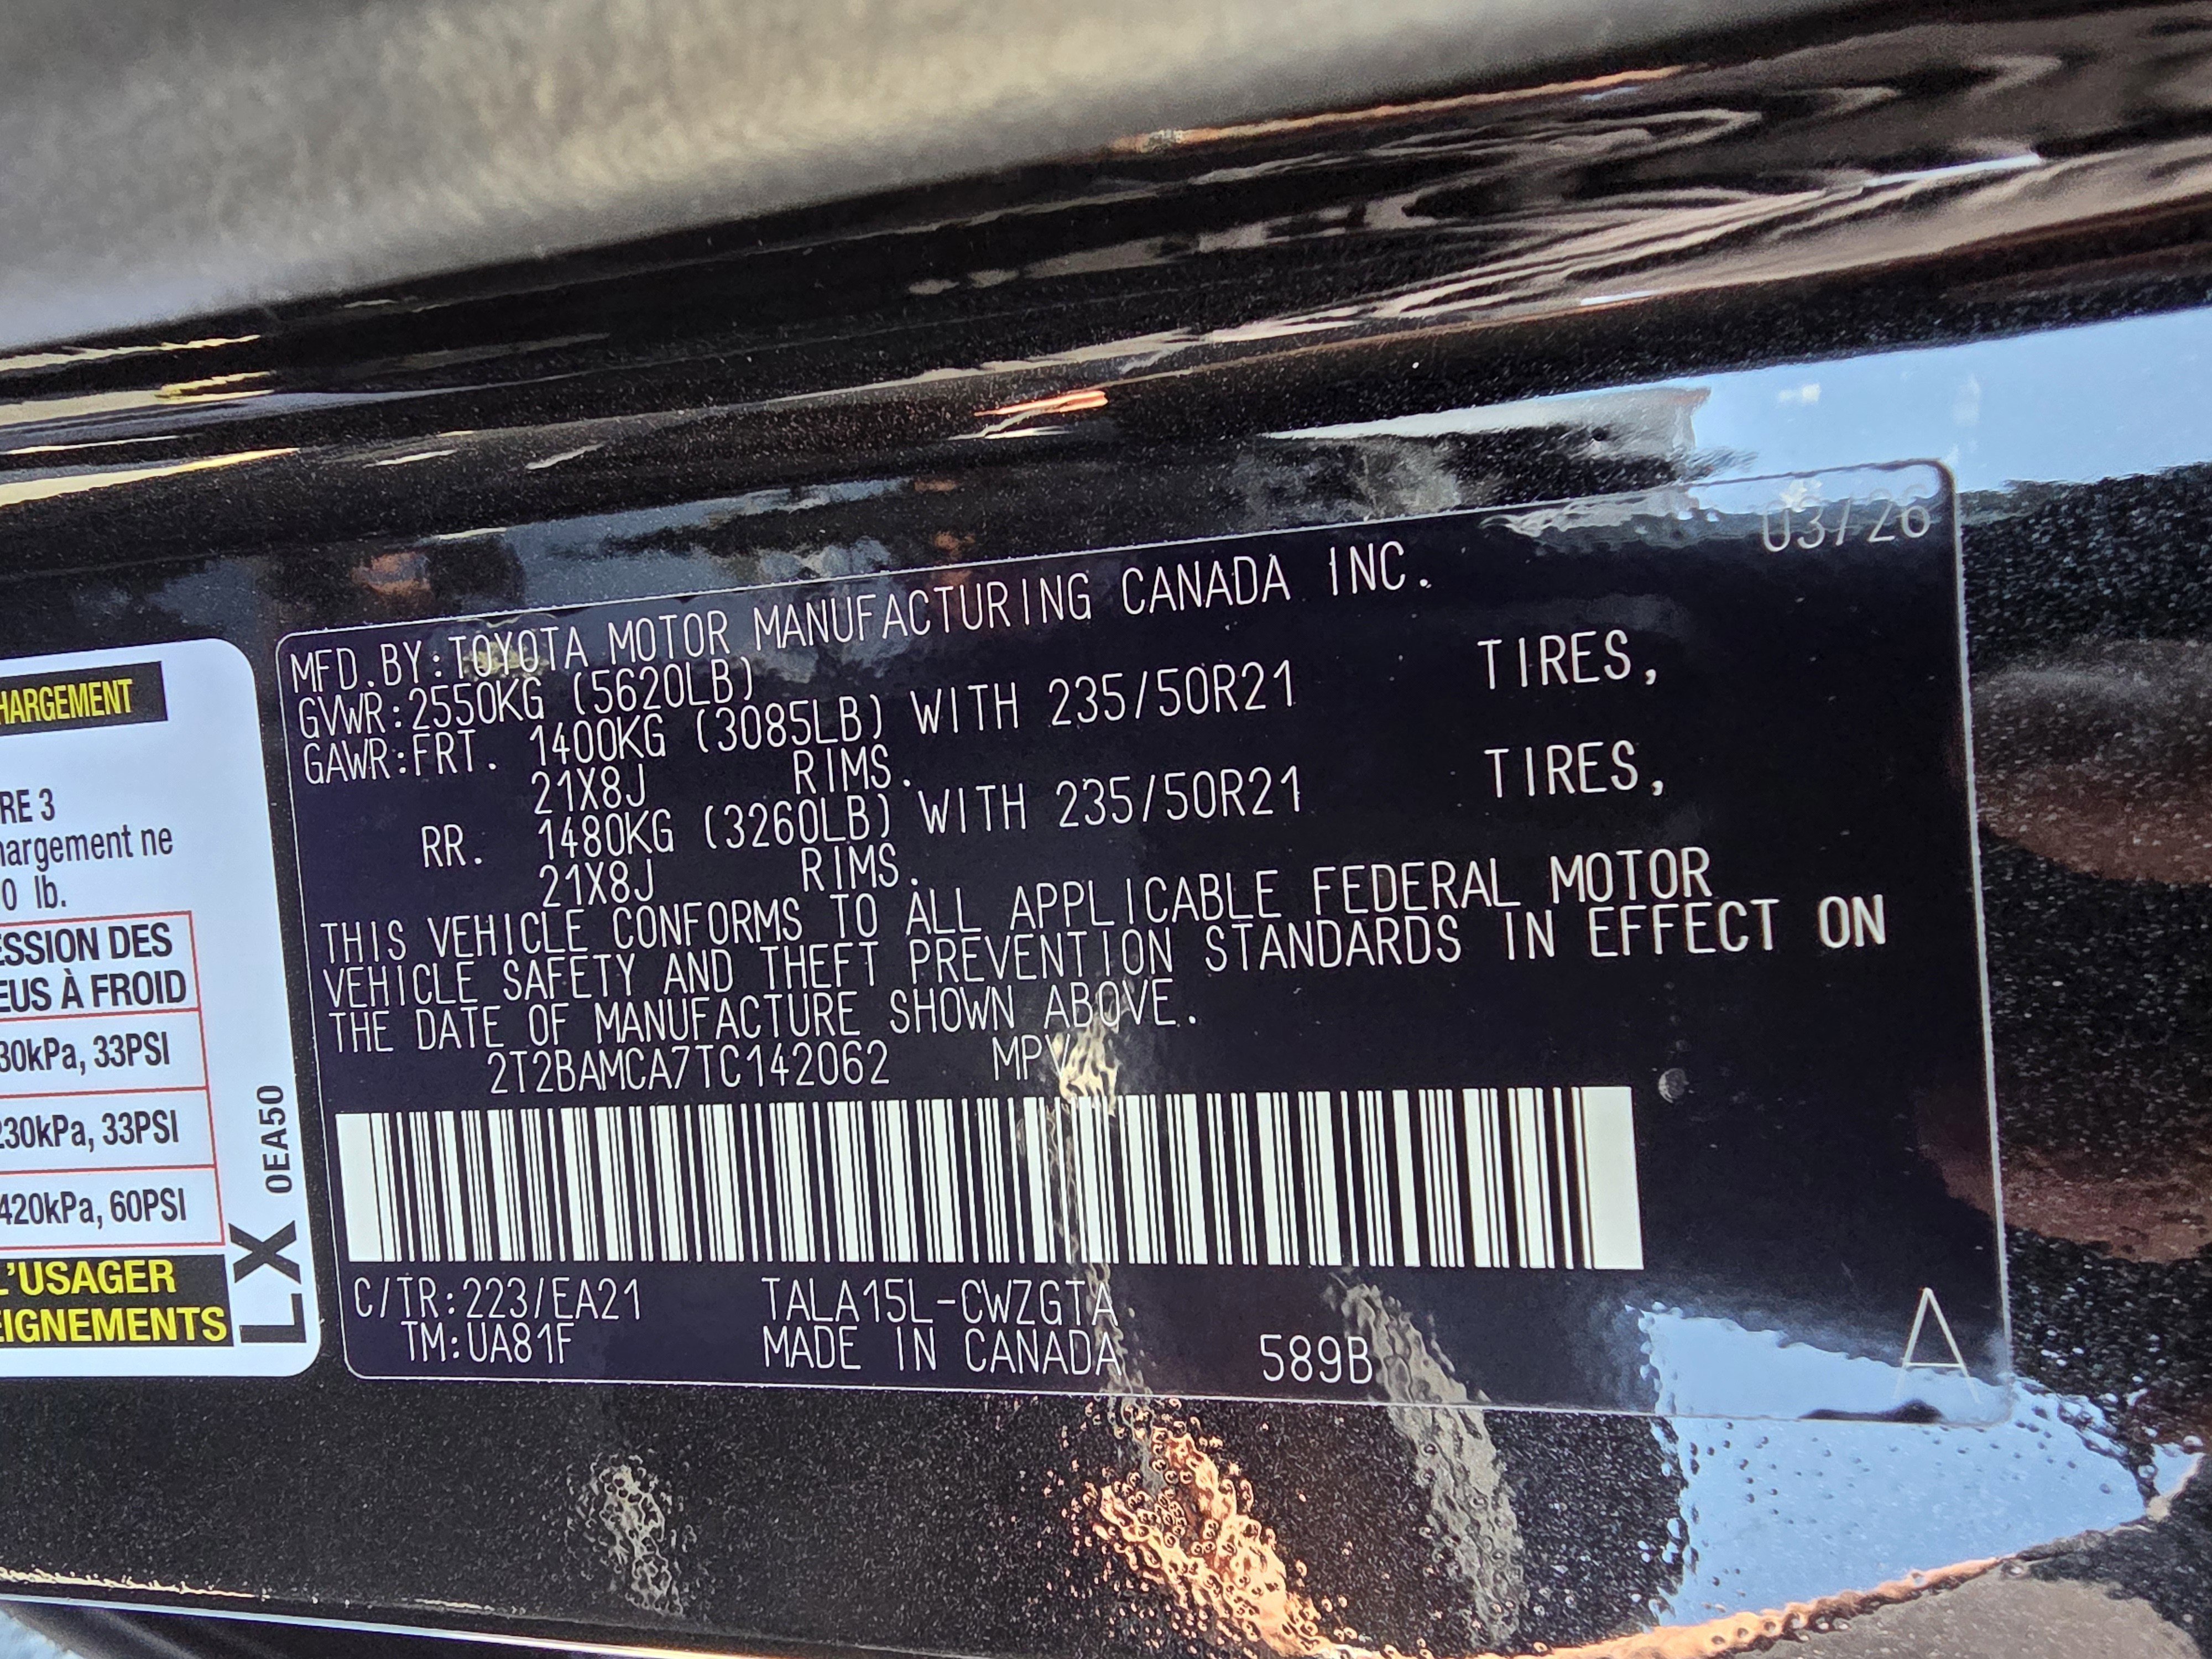 03/26
MFD.BY:TOYOTA MOTOR MANUFACTURING CANADA INC.
GVWR:2550KG (5620LB)
GAWR:FRT. 1400KG (3085LB) WITH 235/50R21 TIRES,
21X8J RIMS.
RR. 1480KG (3260LB) WITH 235/50R21 TIRES,
21X8J RIMS.
THIS VEHICLE CONFORMS TO ALL APPLICABLE FEDERAL MOTOR
VEHICLE SAFETY AND THEFT PREVENTION STANDARDS IN EFFECT ON
THE DATE OF MANUFACTURE SHOWN ABOVE.
2T2BAMCA7TC142062 MPV
C/TR:223/EA21 TALA15L-CWZGTA
TM:UA81F MADE IN CANADA 589B
A
HARGEMENT
RE 3
hargement ne
0 lb.
ESSION DES
EUS À FROID
30kPa, 33PSI
230kPa, 33PSI
420kPa, 60PSI
L'USAGER
EIGNEMENTS
LX 0EA50